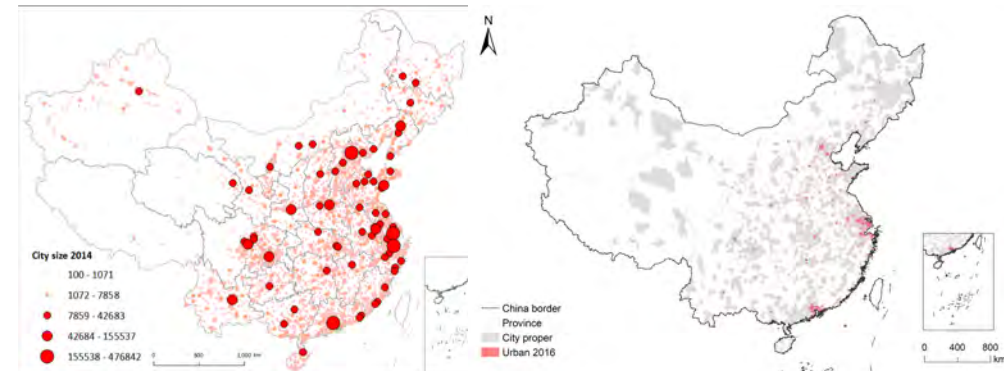 City size 2014
100 - 1071
1072 - 7858
7859 - 42683
42684 - 155537
155538 - 476842
0 500 1,000 km
N
China border
Province
City proper
Urban 2016
0 400 800
km